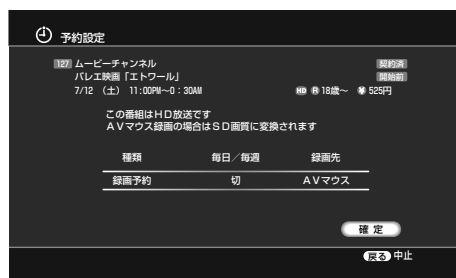 予約設定
127 ムービーチャンネル 契約済
バレエ映画「エトワール」 開始前
7/12 （土） 11:00PM〜0：30AM HD R 18歳〜 ¥ 525円
この番組はHD放送です
AVマウス録画の場合はSD画質に変換されます
種類 毎日／毎週 録画先
録画予約 切 AVマウス
確定
戻る 中止